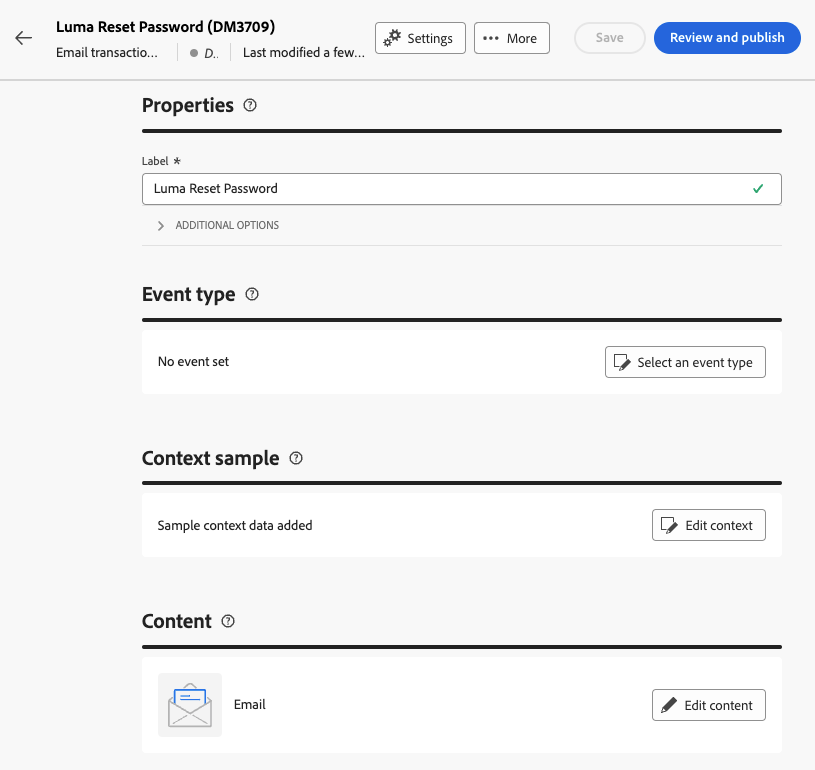 Luma Reset Password (DM3709)
Email transactio...
D..
Last modified a few...
Settings
More
Save
Review and publish
Properties
Label *
Luma Reset Password
ADDITIONAL OPTIONS
Event type
No event set
Select an event type
Context sample
Sample context data added
Edit context
Content
Email
Edit content